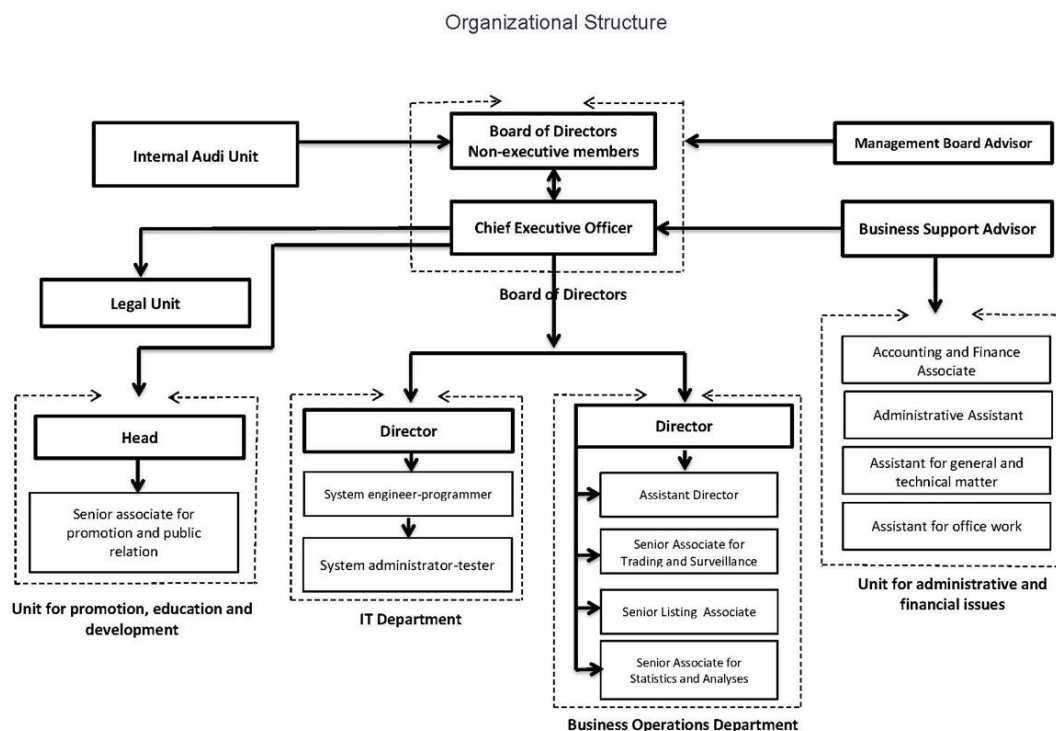 Organizational Structure
Internal Audi Unit
Board of Directors
Non-executive members
Management Board Advisor
Chief Executive Officer
Business Support Advisor
Legal Unit
Board of Directors
Accounting and Finance
Associate
Administrative Assistant
Assistant for general and
technical matter
Assistant for office work
Unit for administrative and
financial issues
Head
Senior associate for
promotion and public
relation
Unit for promotion, education and
development
Director
System engineer-programmer
System administrator-tester
IT Department
Director
Assistant Director
Senior Associate for
Trading and Surveillance
Senior Listing Associate
Senior Associate for
Statistics and Analyses
Business Operations Department